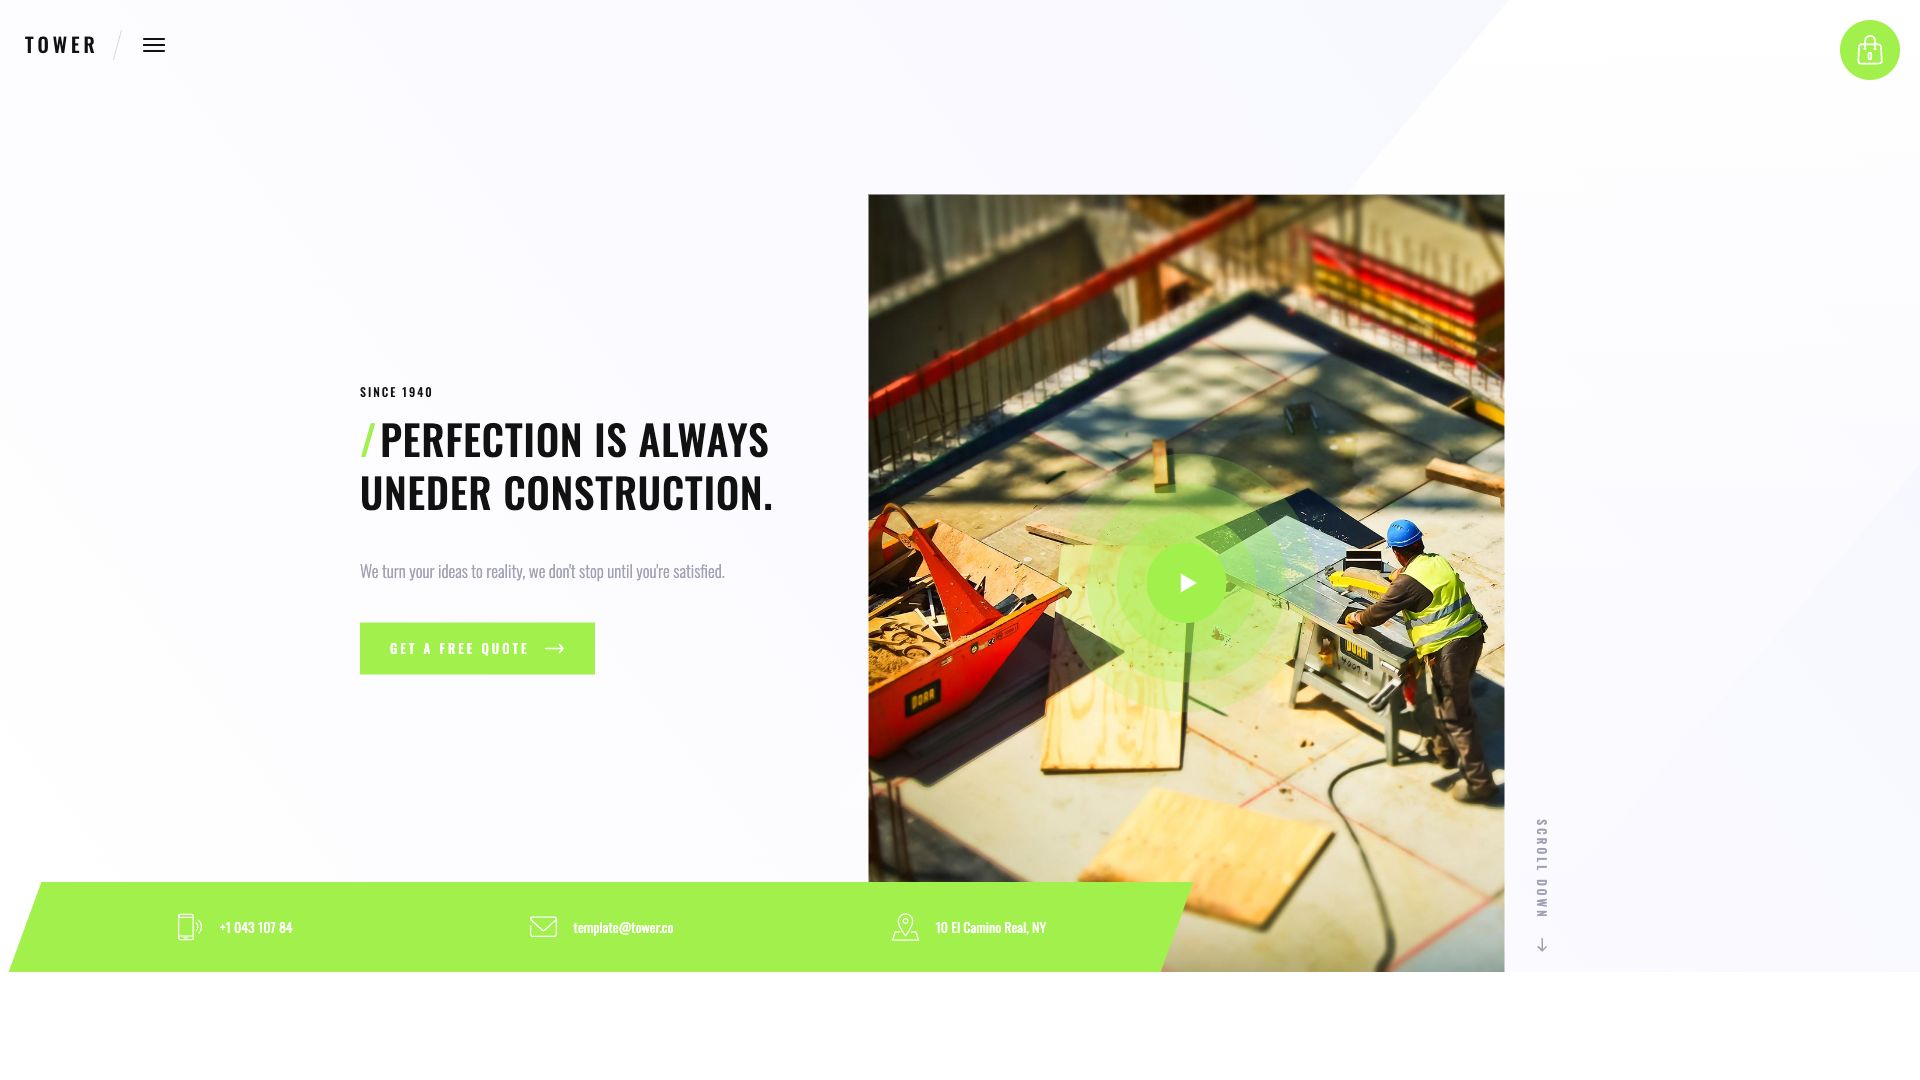 TOWER
0
SINCE 1940
/PERFECTION IS ALWAYS
UNEDER CONSTRUCTION.
We turn your ideas to reality, we don't stop until you're satisfied.
GET A FREE QUOTE
DORR
DORN
SCROLL DOWN
+1 043 107 84
template@tower.co
10 El Camino Real, NY